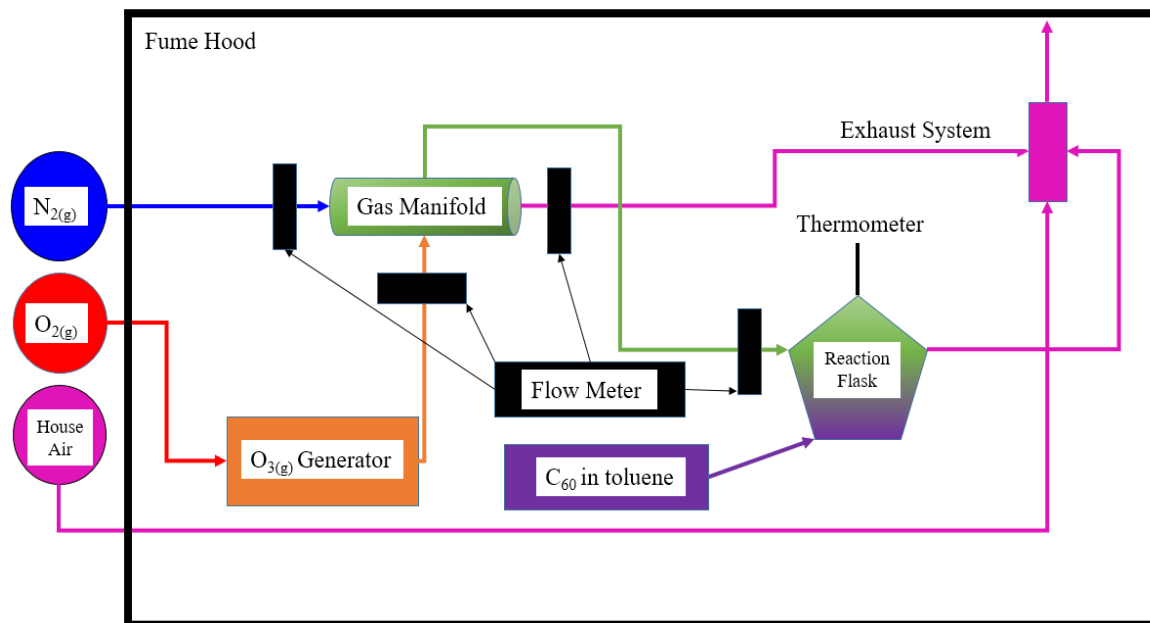 Fume Hood
Exhaust System
N₂₍g₎
Gas Manifold
Thermometer
O₂₍g₎
Reaction
Flask
Flow Meter
House
Air
O₃₍g₎ Generator
C₆₀ in toluene